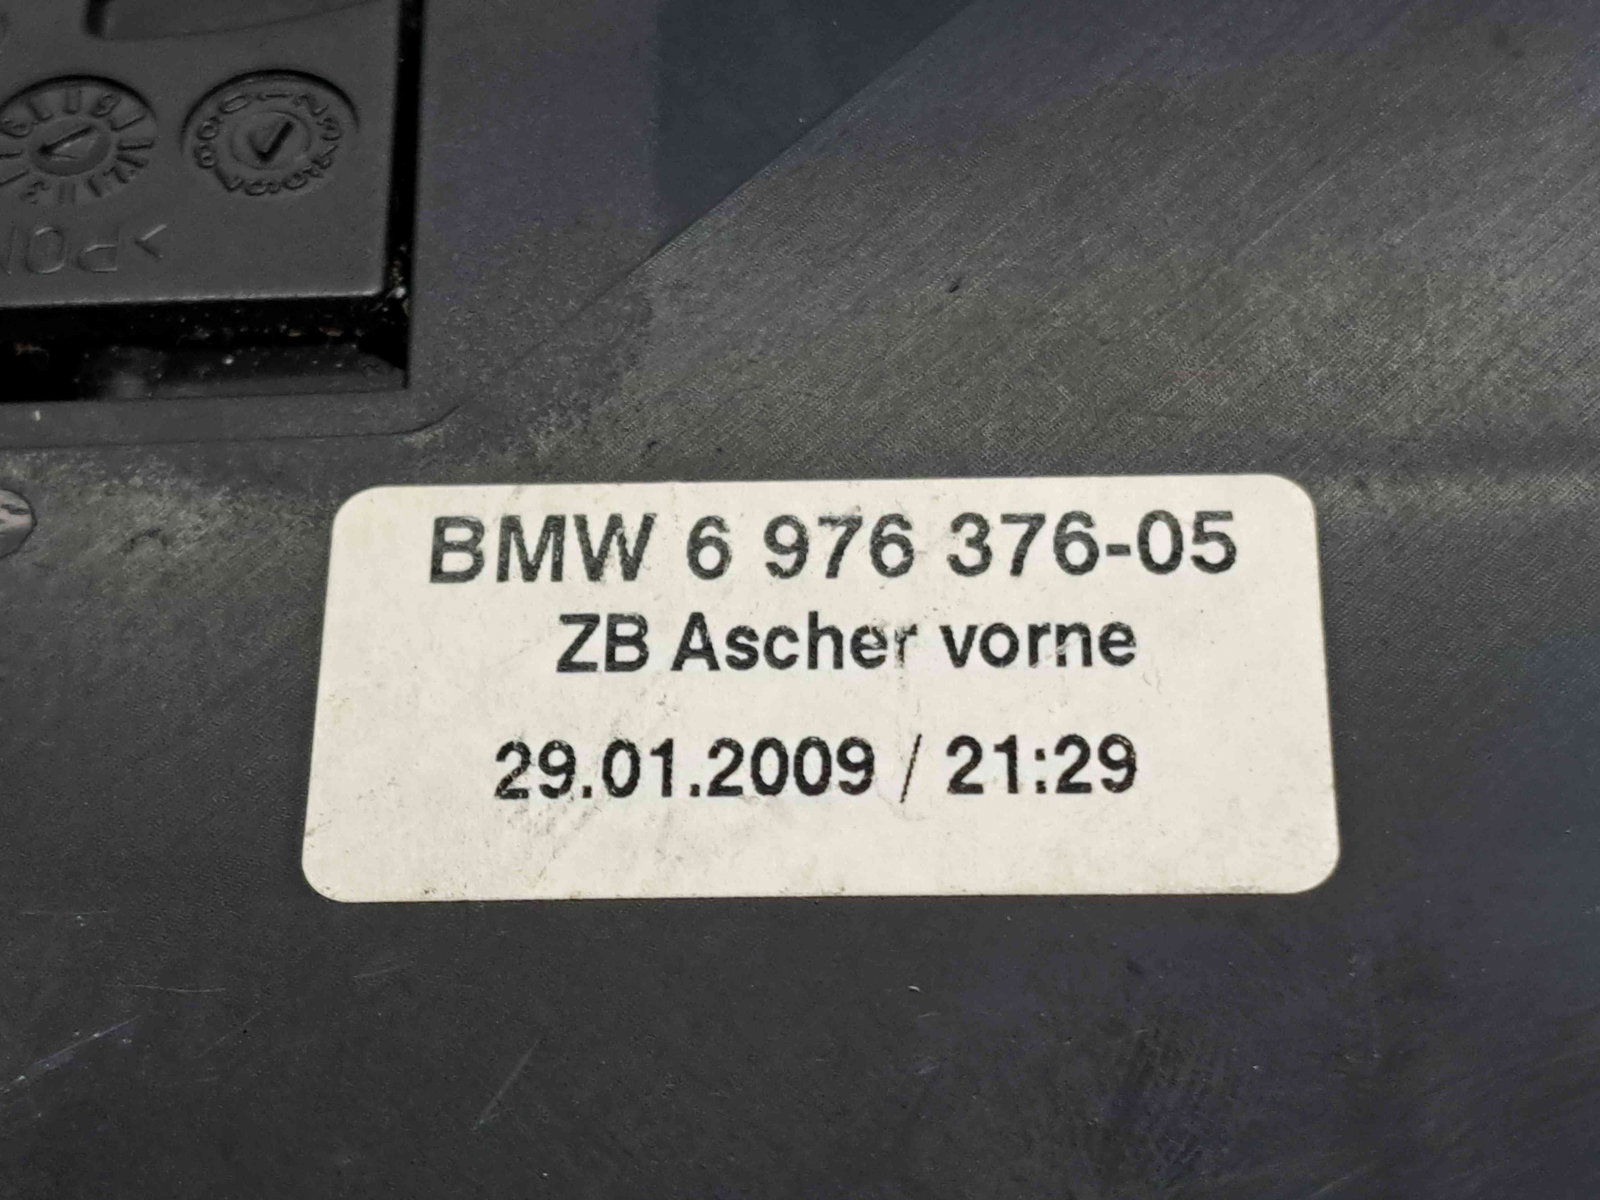 BMW 6 976 376-05
ZB Ascher vorne
29.01.2009 / 21:29